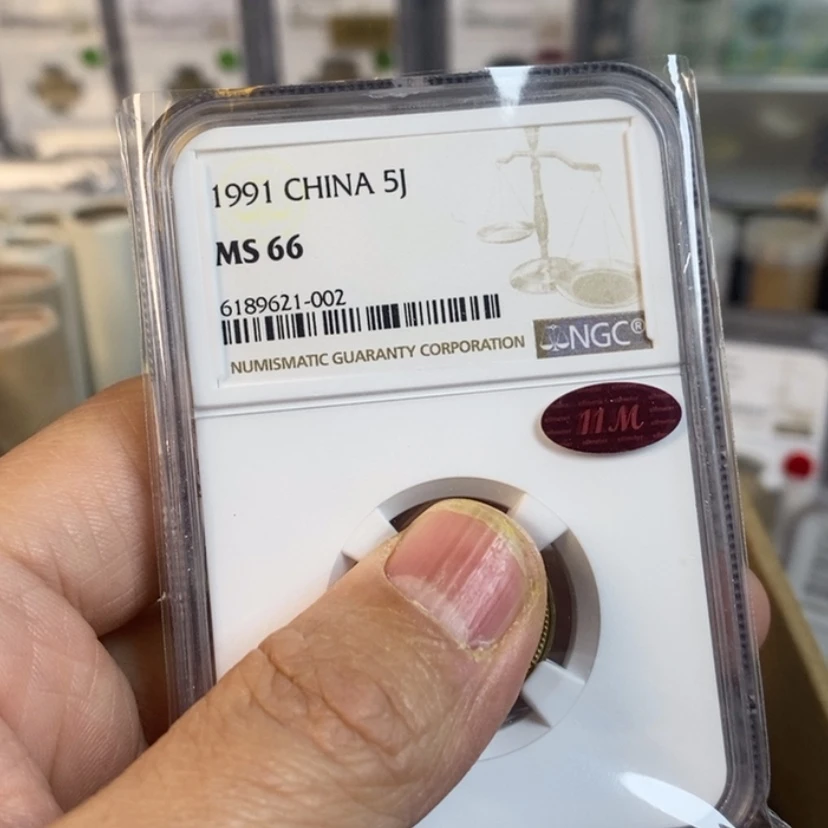 1991 CHINA 5J
MS 66
6189621-002
NUMISMATIC GUARANTY CORPORATION
NGC®
11M